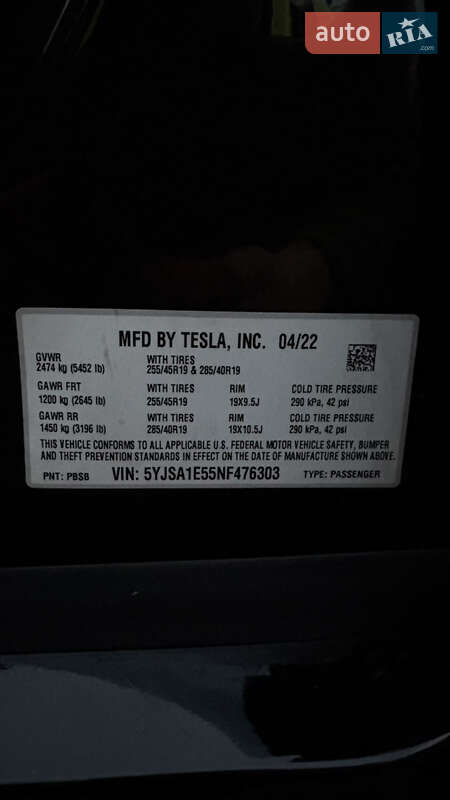 auto RIA
.com
MFD BY TESLA, INC. 04/22
GVWR
2474 kg (5452 lb)
WITH TIRES
255/45R19 & 285/40R19
GAWR FRT
1200 kg (2645 lb)
WITH TIRES
255/45R19
RIM
19X9.5J
COLD TIRE PRESSURE
290 kPa, 42 psi
GAWR RR
1450 kg (3196 lb)
WITH TIRES
285/40R19
RIM
19X10.5J
COLD TIRE PRESSURE
290 kPa, 42 psi
THIS VEHICLE CONFORMS TO ALL APPLICABLE U.S. FEDERAL MOTOR VEHICLE SAFETY, BUMPER
AND THEFT PREVENTION STANDARDS IN EFFECT ON THE DATE OF MANUFACTURE SHOWN ABOVE.
PNT: PBSB VIN: 5YJSA1E55NF476303 TYPE: PASSENGER